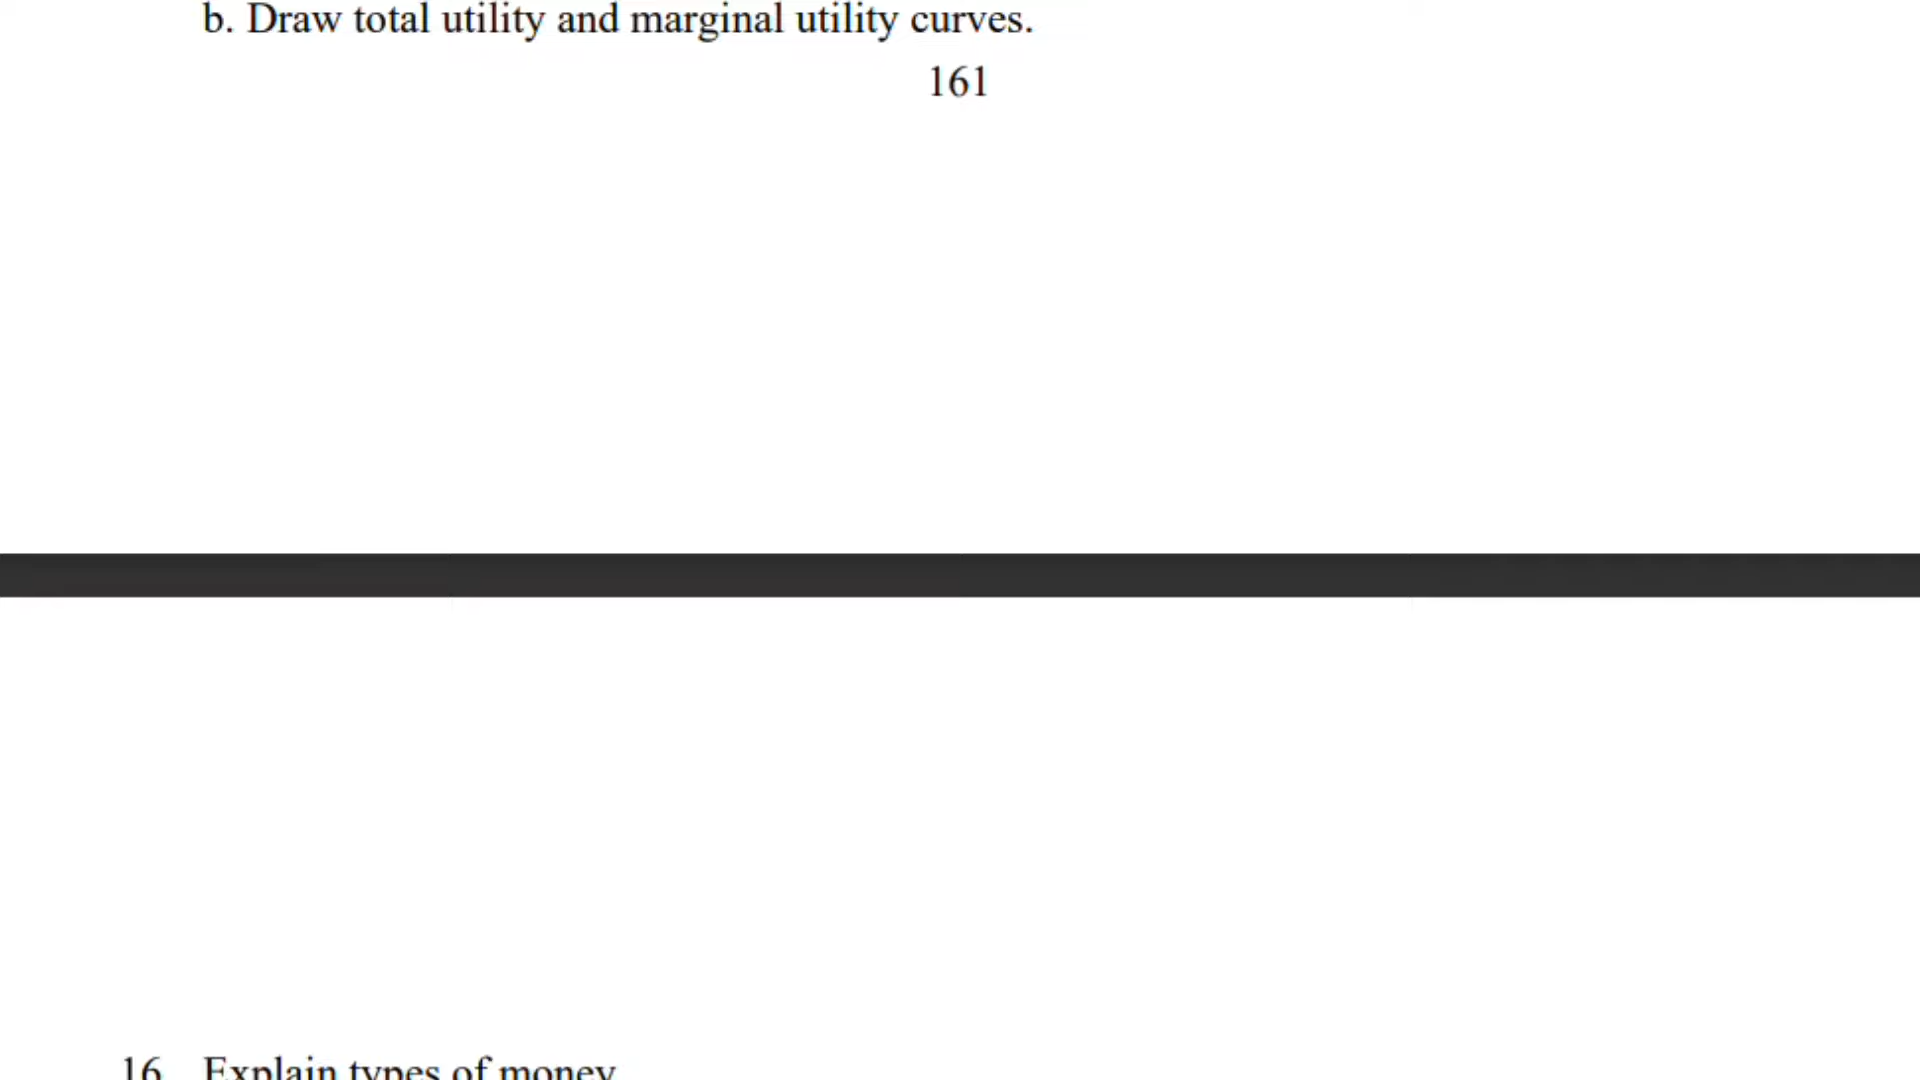 b. Draw total utility and marginal utility curves.
161
16 Explain types of money